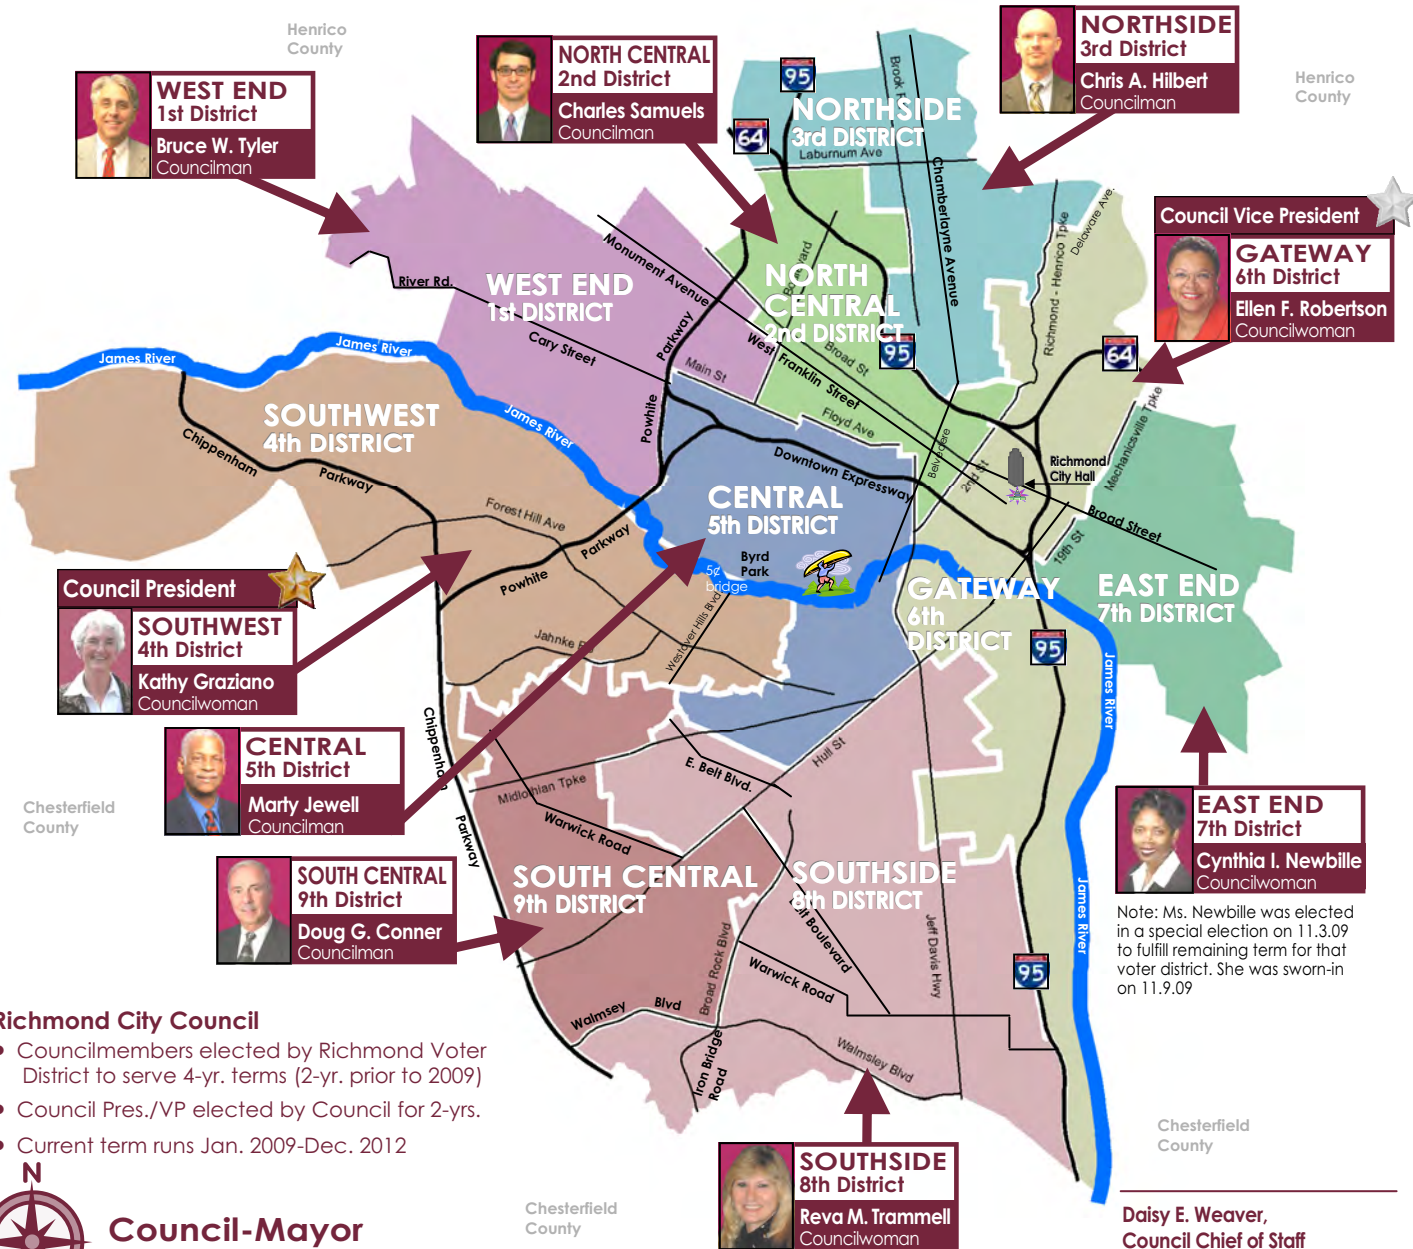 Henrico
County
NORTH CENTRAL
2nd District
Charles Samuels
Councilman
NORTHSIDE
3rd District
Chris A. Hilbert
Councilman
Henrico
County
WEST END
1st District
Bruce W. Tyler
Councilman
95
64
Brook
NORTHSIDE
3rd DISTRICT
Laburnum Ave
Chamberlayne Avenue
Richmond - Henrico Tpke
Delaware Ave.
Council Vice President
GATEWAY
6th District
Ellen F. Robertson
Councilwoman
River Rd.
WEST END
1st DISTRICT
Monument Avenue
NORTH
CENTRAL
2nd DISTRICT
Cary Street
Parkway
Powhite
Main St
West Franklin Street
Broad St
Floyd Ave
95
64
James River
James River
James River
SOUTHWEST
4th DISTRICT
Chippenham
Parkway
Forest Hill Ave
Powhite
Parkway
Downtown Expressway
Belvedere
2nd St
Richmond
City Hall
Mechanicsville Tpke
Broad Street
19th St
CENTRAL
5th DISTRICT
Byrd
Park
5¢
bridge
Westover Hills Blvd
GATEWAY
6th
DISTRICT
EAST END
7th DISTRICT
95
James River
Council President
SOUTHWEST
4th District
Kathy Graziano
Councilwoman
Jahnke
CENTRAL
5th District
Marty Jewell
Councilman
Chippenham
Parkway
Midlothian Tpke
E. Belt Blvd.
Hull St
Warwick Road
Chesterfield
County
SOUTH CENTRAL
9th District
Doug G. Conner
Councilman
SOUTH CENTRAL
9th DISTRICT
SOUTHSIDE
8th DISTRICT
Boulevard
Broad Rock Blvd
Warwick Road
Jeff Davis Hwy
95
James River
EAST END
7th District
Cynthia I. Newbille
Councilwoman
Note: Ms. Newbille was elected
in a special election on 11.3.09
to fulfill remaining term for that
voter district. She was sworn-in
on 11.9.09
Walmsey Blvd
Iron Bridge
Road
Walmsley Blvd
Richmond City Council
• Councilmembers elected by Richmond Voter
District to serve 4-yr. terms (2-yr. prior to 2009)
• Council Pres./VP elected by Council for 2-yrs.
• Current term runs Jan. 2009-Dec. 2012
N
Council-Mayor
Chesterfield
County
SOUTHSIDE
8th District
Reva M. Trammell
Councilwoman
Chesterfield
County
Daisy E. Weaver,
Council Chief of Staff